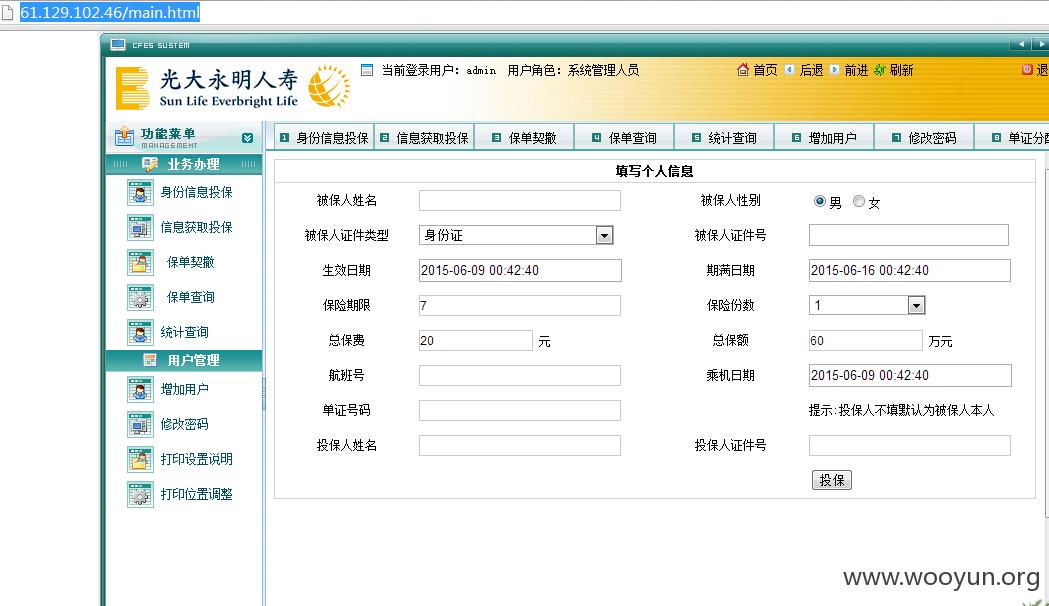 61.129.102.46/main.html
CFES SUSTEM
光大永明人寿
Sun Life Everbright Life
当前登录用户：admin 用户角色：系统管理人员
首页 后退 前进 刷新 退
功能菜单
MANAGEMENT
1 身份信息投保 2 信息获取投保 3 保单契撤 4 保单查询 5 统计查询 6 增加用户 7 修改密码 8 单证分配
业务办理
身份信息投保
信息获取投保
保单契撤
保单查询
统计查询
用户管理
增加用户
修改密码
打印设置说明
打印位置调整
填写个人信息
被保人姓名 被保人性别 男 女
被保人证件类型 身份证 被保人证件号
生效日期 2015-06-09 00:42:40 期满日期 2015-06-16 00:42:40
保险期限 7 保险份数 1
总保费 20 元 总保额 60 万元
航班号 乘机日期 2015-06-09 00:42:40
单证号码 提示:投保人不填默认为被保人本人
投保人姓名 投保人证件号
投保
www.wooyun.org